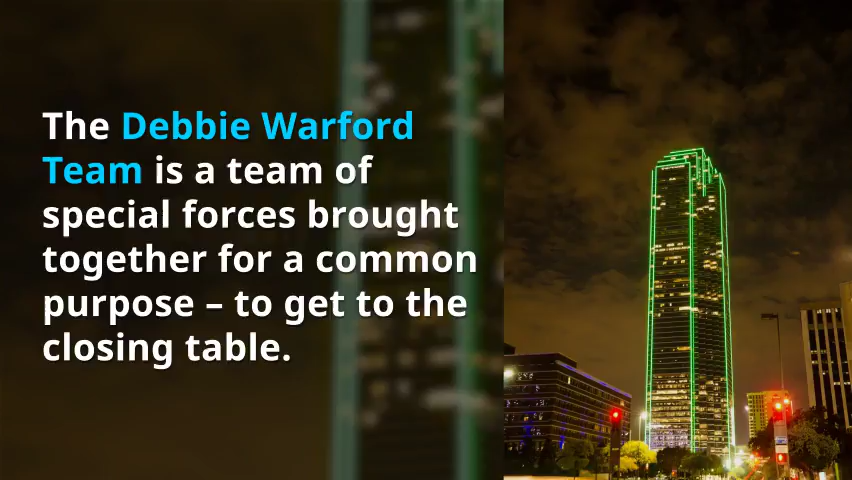 The Debbie Warford
Team is a team of
special forces brought
together for a common
purpose – to get to the
closing table.